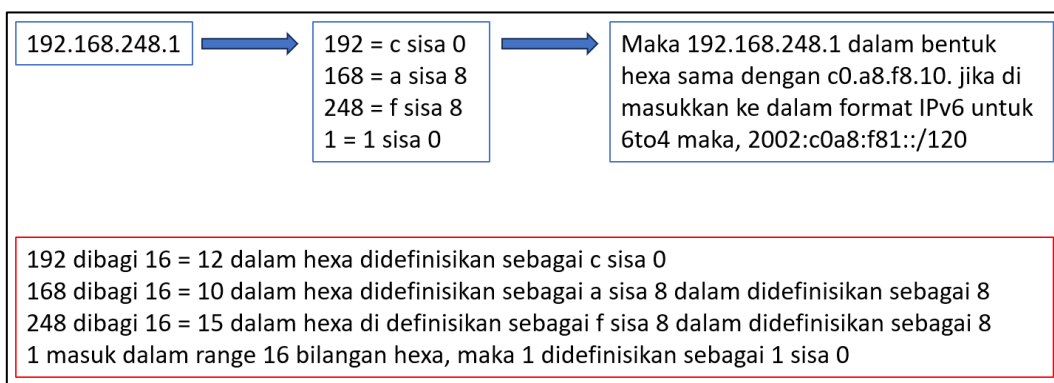 192.168.248.1
192 = c sisa 0
168 = a sisa 8
248 = f sisa 8
1 = 1 sisa 0
Maka 192.168.248.1 dalam bentuk
hexa sama dengan c0.a8.f8.10. jika di
masukkan ke dalam format IPv6 untuk
6to4 maka, 2002:c0a8:f81::/120
192 dibagi 16 = 12 dalam hexa didefinisikan sebagai c sisa 0
168 dibagi 16 = 10 dalam hexa didefinisikan sebagai a sisa 8 dalam didefinisikan sebagai 8
248 dibagi 16 = 15 dalam hexa di definisikan sebagai f sisa 8 dalam didefinisikan sebagai 8
1 masuk dalam range 16 bilangan hexa, maka 1 didefinisikan sebagai 1 sisa 0